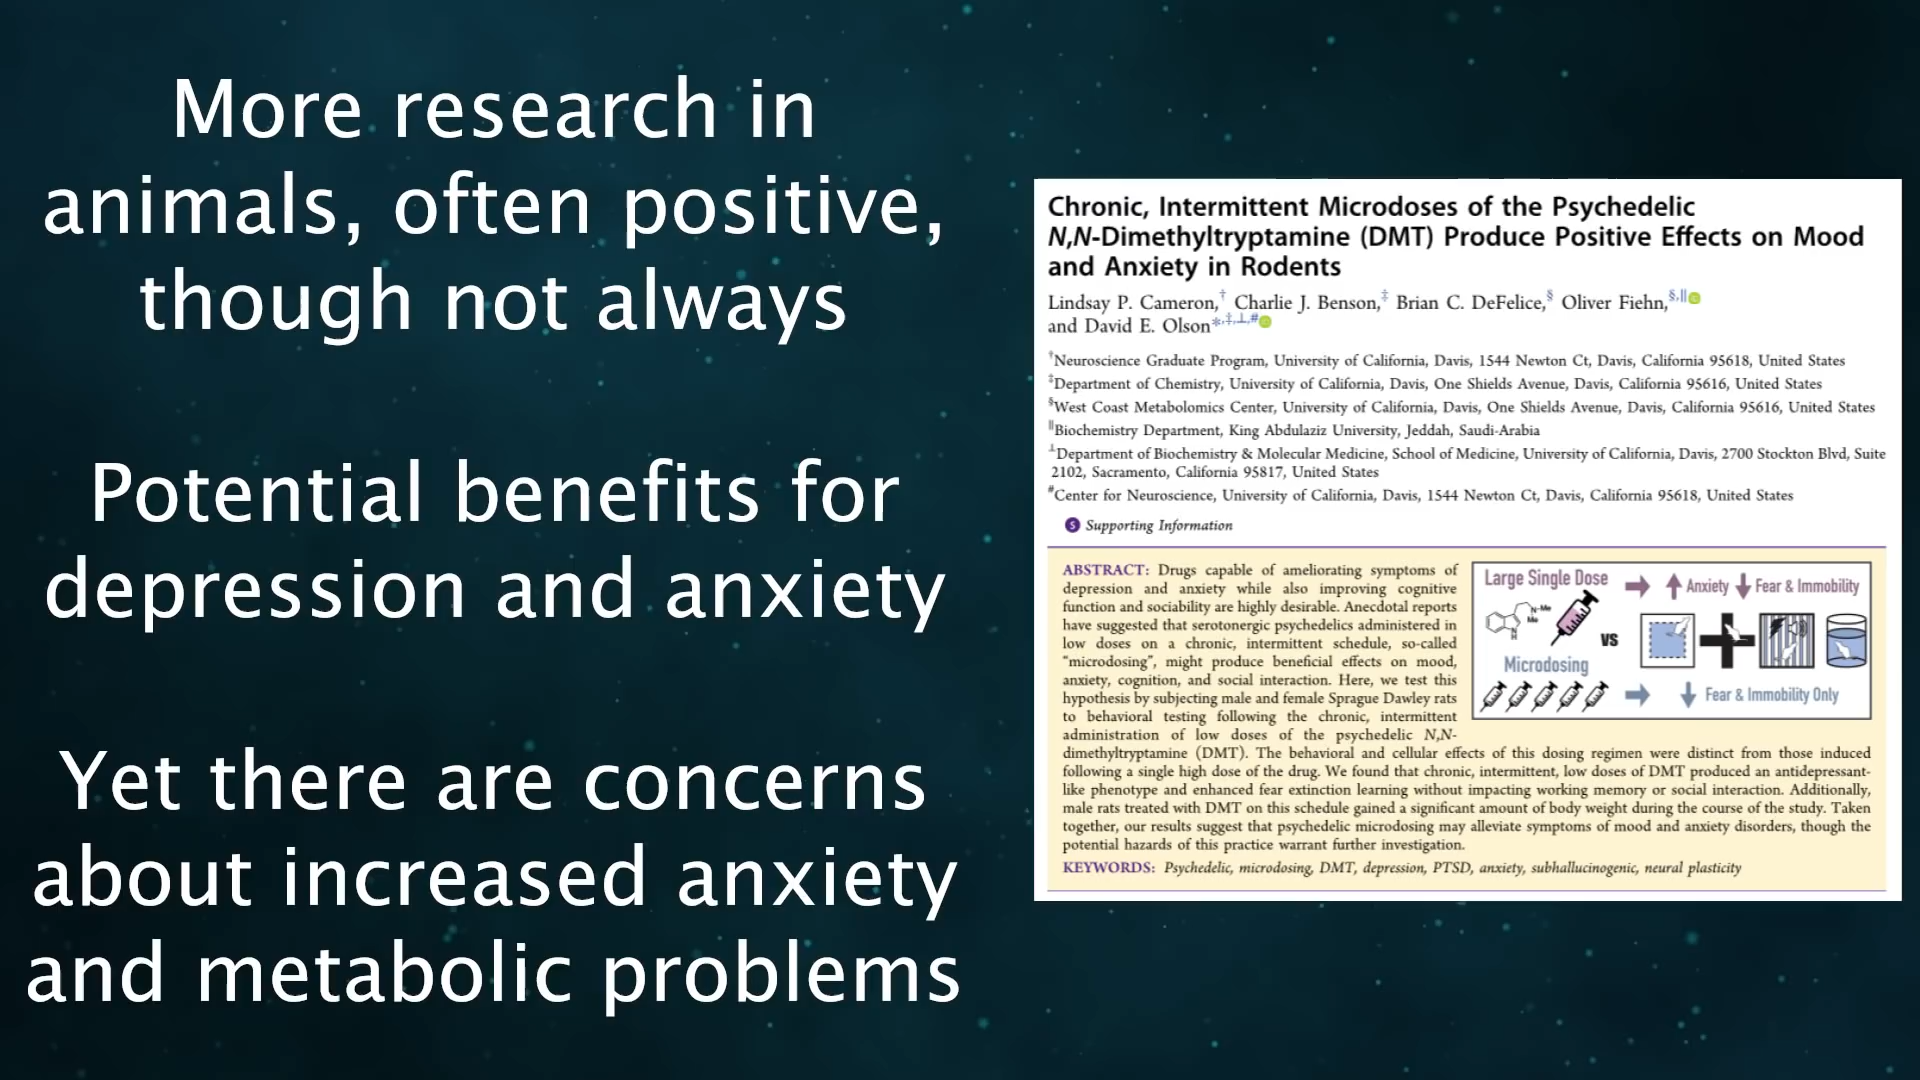 More research in
animals, often positive,
though not always
Potential benefits for
depression and anxiety
Yet there are concerns
about increased anxiety
and metabolic problems
Chronic, Intermittent Microdoses of the Psychedelic
N,N-Dimethyltryptamine (DMT) Produce Positive Effects on Mood
and Anxiety in Rodents
Lindsay P. Cameron,† Charlie J. Benson,‡ Brian C. DeFelice,§ Oliver Fiehn,§,∥
and David E. Olson*,‡,⊥,#
†Neuroscience Graduate Program, University of California, Davis, 1544 Newton Ct, Davis, California 95618, United States
‡Department of Chemistry, University of California, Davis, One Shields Avenue, Davis, California 95616, United States
§West Coast Metabolomics Center, University of California, Davis, One Shields Avenue, Davis, California 95616, United States
∥Biochemistry Department, King Abdulaziz University, Jeddah, Saudi-Arabia
⊥Department of Biochemistry & Molecular Medicine, School of Medicine, University of California, Davis, 2700 Stockton Blvd, Suite
2102, Sacramento, California 95817, United States
#Center for Neuroscience, University of California, Davis, 1544 Newton Ct, Davis, California 95618, United States
S Supporting Information
ABSTRACT: Drugs capable of ameliorating symptoms of
depression and anxiety while also improving cognitive
function and sociability are highly desirable. Anecdotal reports
have suggested that serotonergic psychedelics administered in
low doses on a chronic, intermittent schedule, so-called
"microdosing", might produce beneficial effects on mood,
anxiety, cognition, and social interaction. Here, we test this
hypothesis by subjecting male and female Sprague Dawley rats
to behavioral testing following the chronic, intermittent
administration of low doses of the psychedelic N,N-
dimethyltryptamine (DMT). The behavioral and cellular effects of this dosing regimen were distinct from those induced
following a single high dose of the drug. We found that chronic, intermittent, low doses of DMT produced an antidepressant-
like phenotype and enhanced fear extinction learning without impacting working memory or social interaction. Additionally,
male rats treated with DMT on this schedule gained a significant amount of body weight during the course of the study. Taken
together, our results suggest that psychedelic microdosing may alleviate symptoms of mood and anxiety disorders, though the
potential hazards of this practice warrant further investigation.
Large Single Dose
Anxiety
Fear & Immobility
N-Me
Me
N
H
vs
Microdosing
Fear & Immobility Only
KEYWORDS: Psychedelic, microdosing, DMT, depression, PTSD, anxiety, subhallucinogenic, neural plasticity